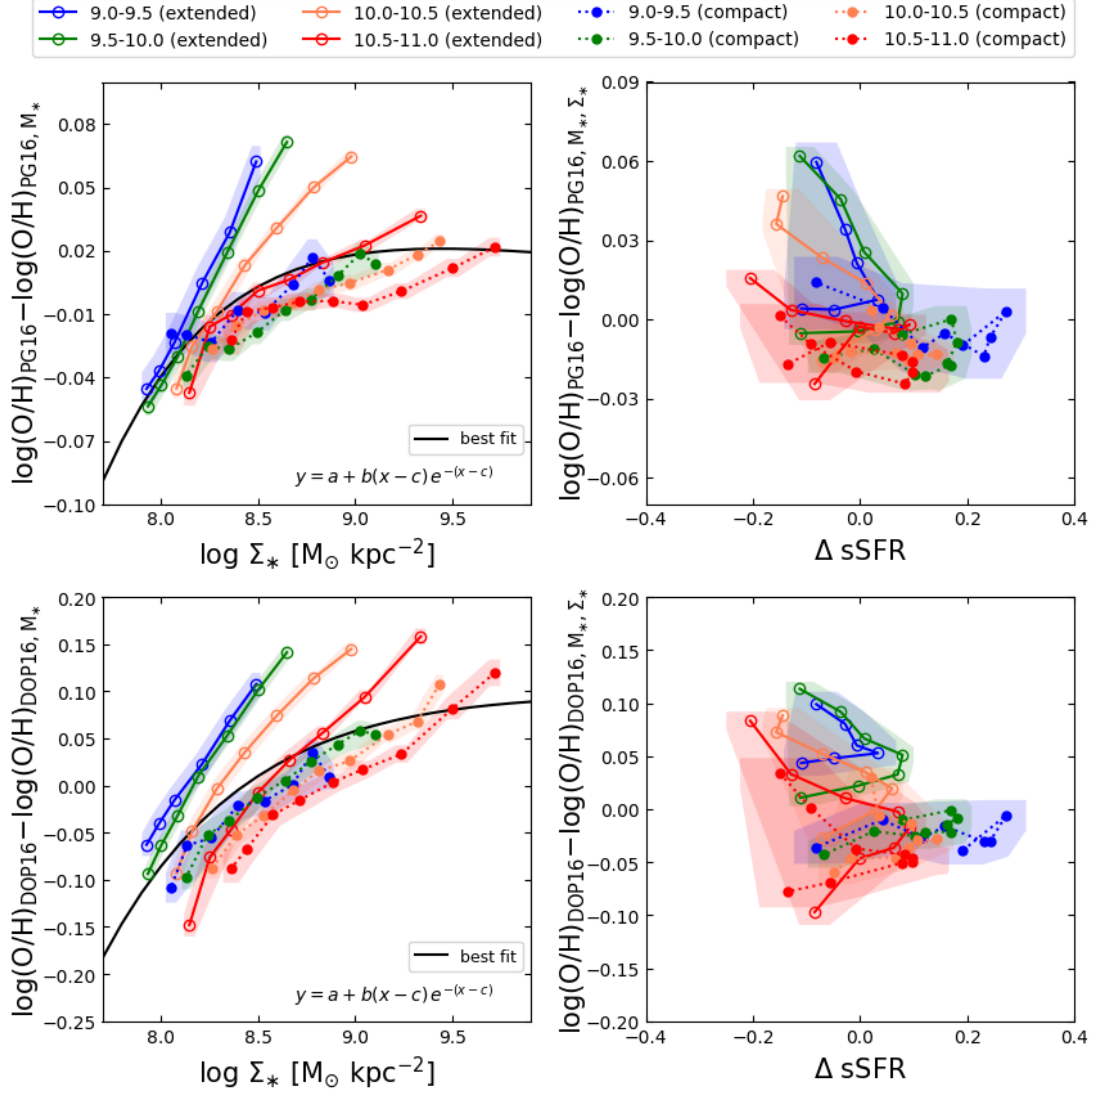 9.0-9.5 (extended) 10.0-10.5 (extended) 9.0-9.5 (compact) 10.0-10.5 (compact)
9.5-10.0 (extended) 10.5-11.0 (extended) 9.5-10.0 (compact) 10.5-11.0 (compact)
log(O/H)PG16, M* −log(O/H)PG16
0.08
0.05
0.02
−0.01
−0.04
−0.07
−0.10
best fit
y = a + b(x − c) e^{−(x − c)}
8.0 8.5 9.0 9.5
log Σ* [M⊙ kpc−2]
log(O/H)PG16−log(O/H)PG16, M*, Σ*
0.09
0.06
0.03
0.00
−0.03
−0.06
−0.4 −0.2 0.0 0.2 0.4
Δ sSFR
log(O/H)DOP16−log(O/H)DOP16, M*
0.20
0.15
0.10
0.05
0.00
−0.05
−0.10
−0.15
−0.20
−0.25
best fit
y = a + b(x − c) e^{−(x − c)}
8.0 8.5 9.0 9.5
log Σ* [M⊙ kpc−2]
log(O/H)DOP16−log(O/H)DOP16, M*, Σ*
0.20
0.15
0.10
0.05
0.00
−0.05
−0.10
−0.15
−0.20
−0.4 −0.2 0.0 0.2 0.4
Δ sSFR